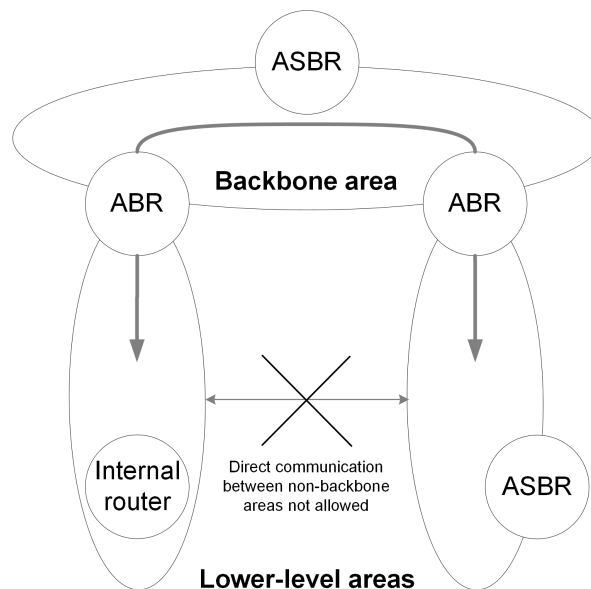 ASBR
Backbone area
ABR
ABR
Direct communication
between non-backbone
areas not allowed
Internal
router
ASBR
Lower-level areas